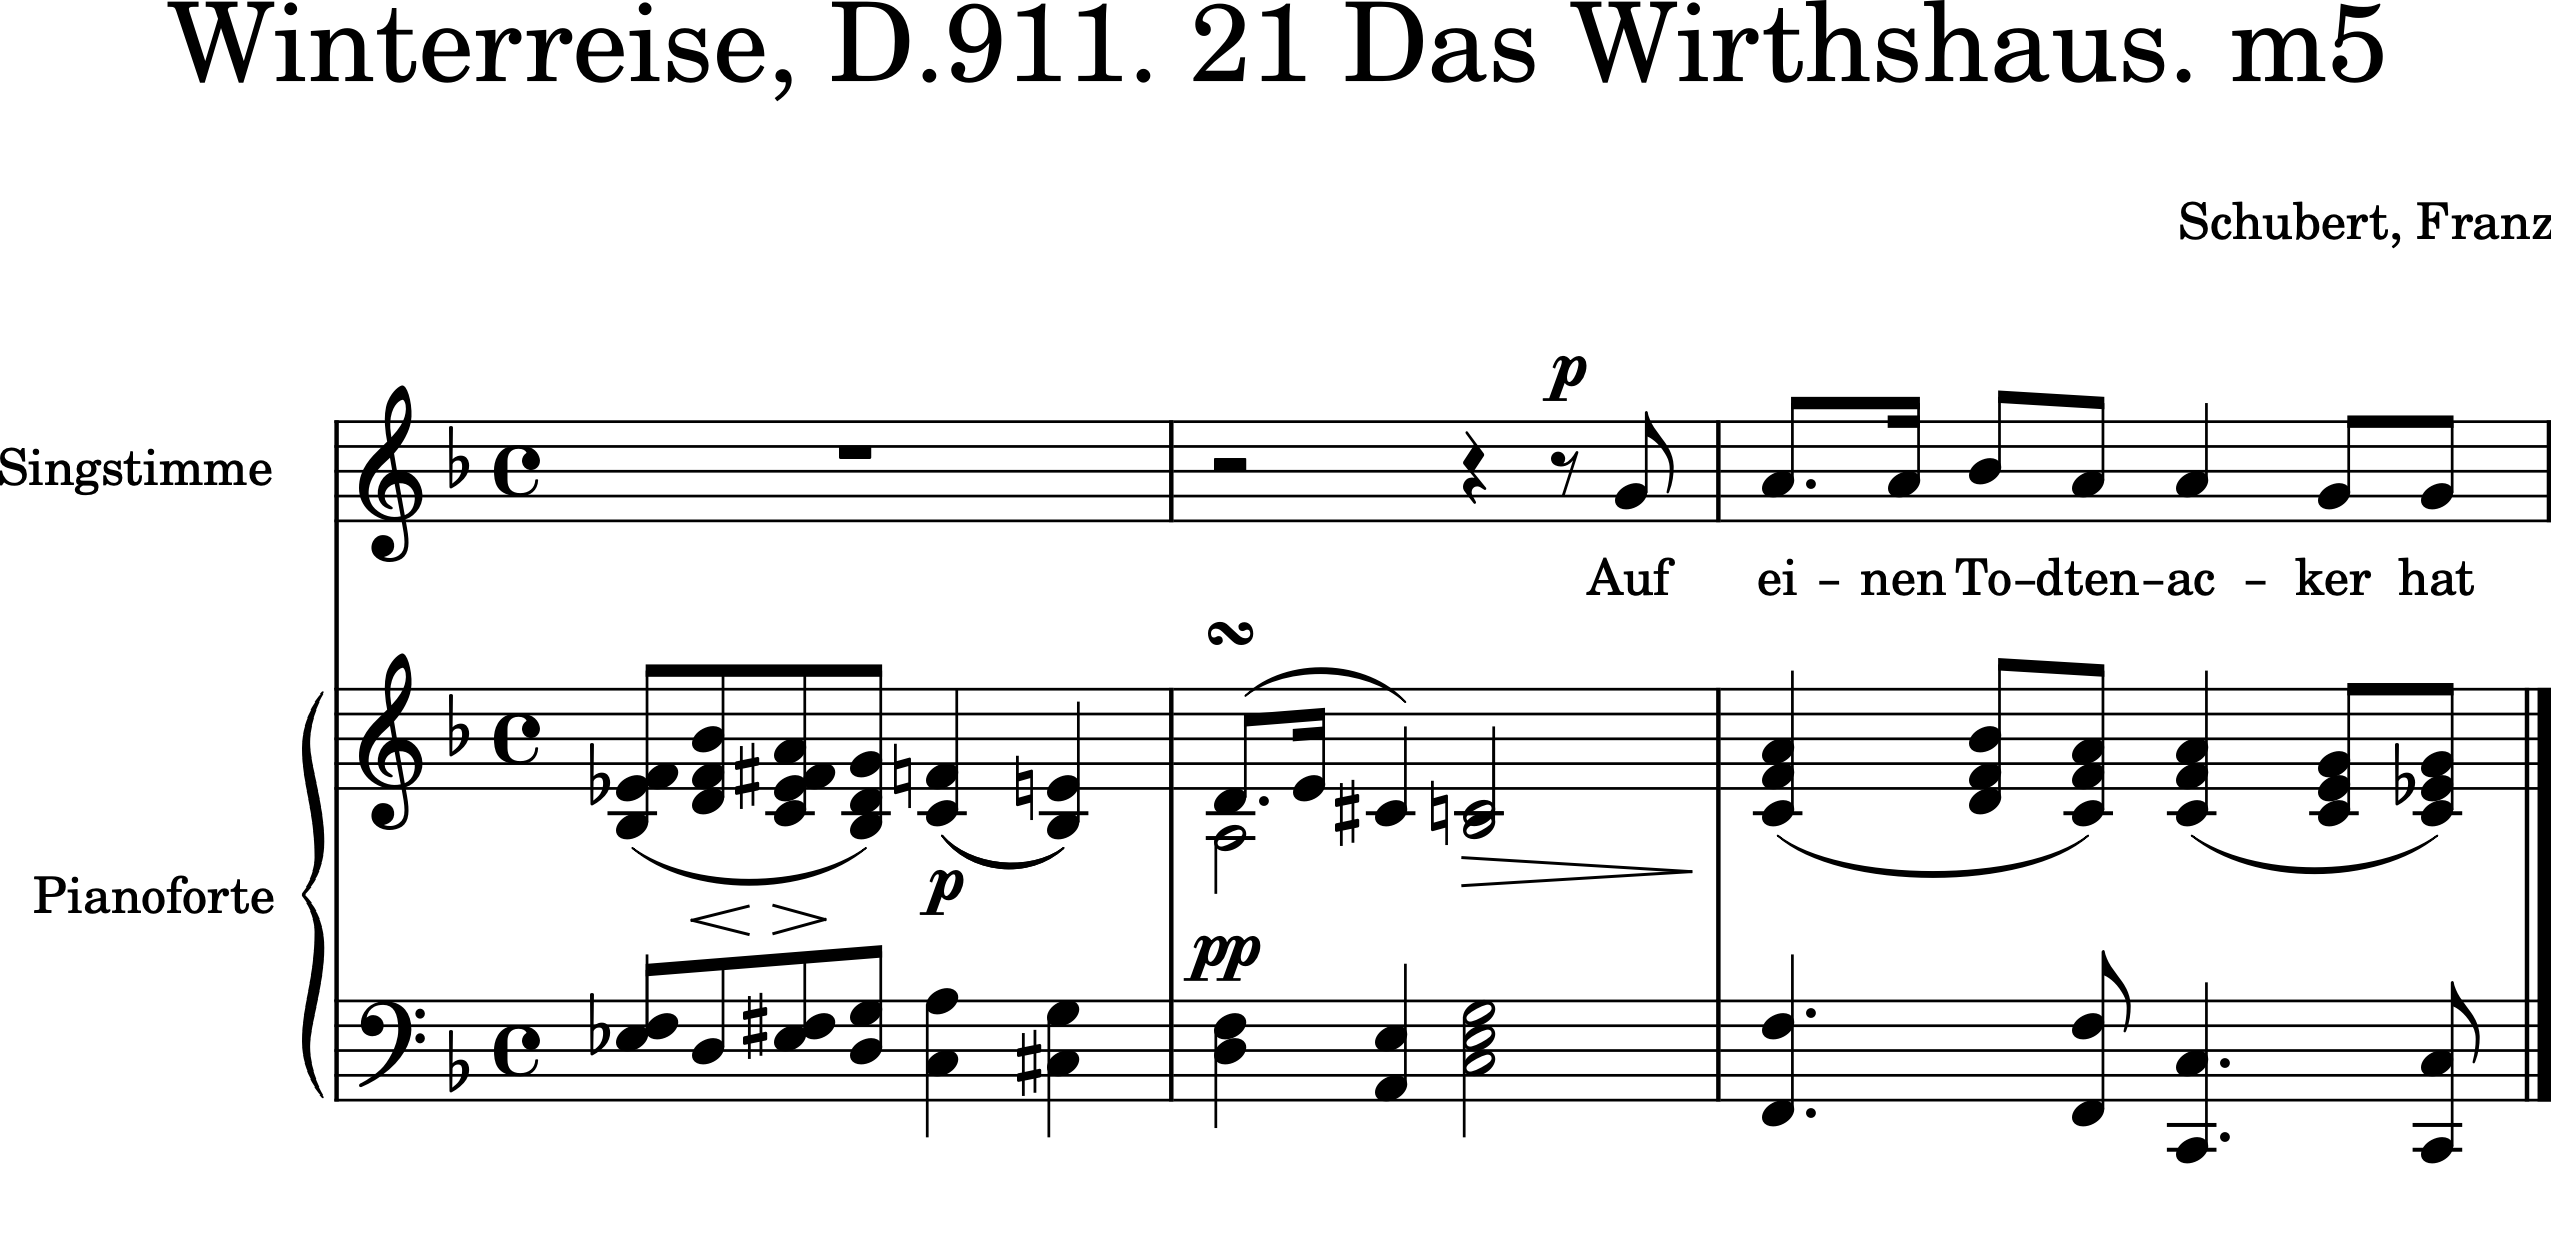 Winterreise, D.911. 21 Das Wirthshaus. m5
Schubert, Franz
p
Singstimme
Auf ei - nen To-dten-ac - ker hat
Pianoforte
p
pp